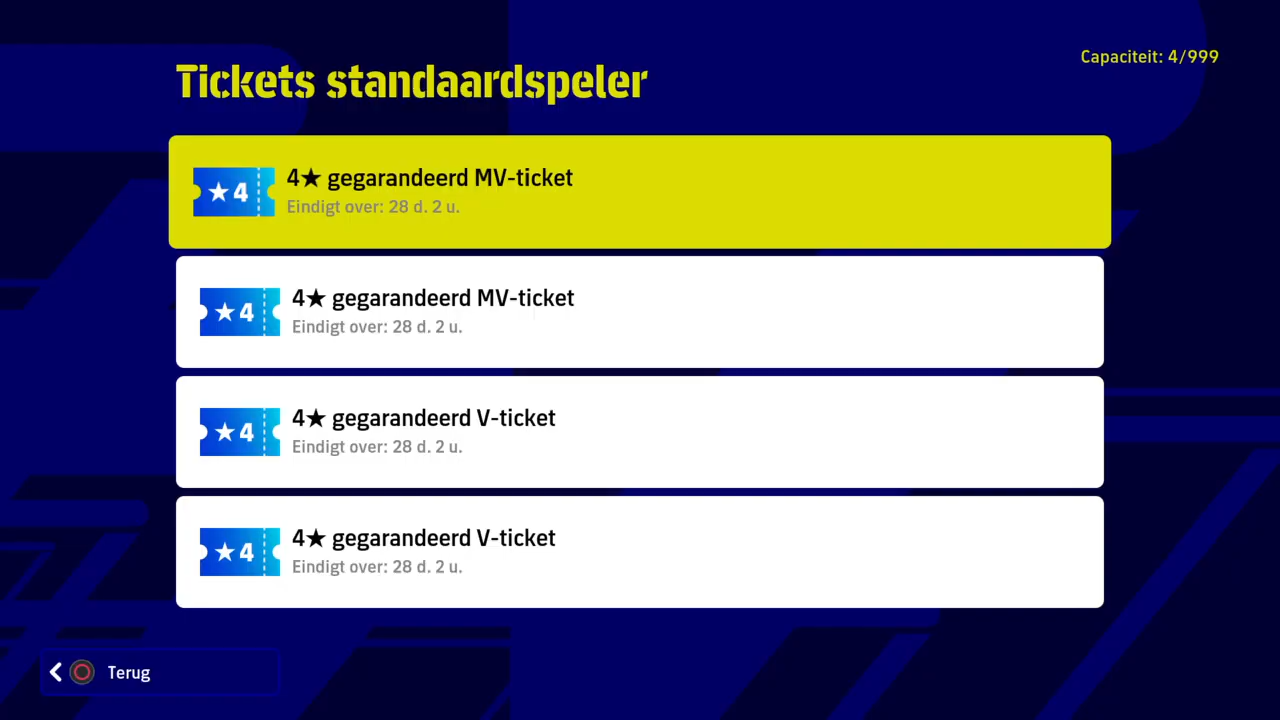 Capaciteit: 4/999
Tickets standaardspeler
★4
4★ gegarandeerd MV-ticket
Eindigt over: 28 d. 2 u.
★4
4★ gegarandeerd MV-ticket
Eindigt over: 28 d. 2 u.
★4
4★ gegarandeerd V-ticket
Eindigt over: 28 d. 2 u.
★4
4★ gegarandeerd V-ticket
Eindigt over: 28 d. 2 u.
Terug